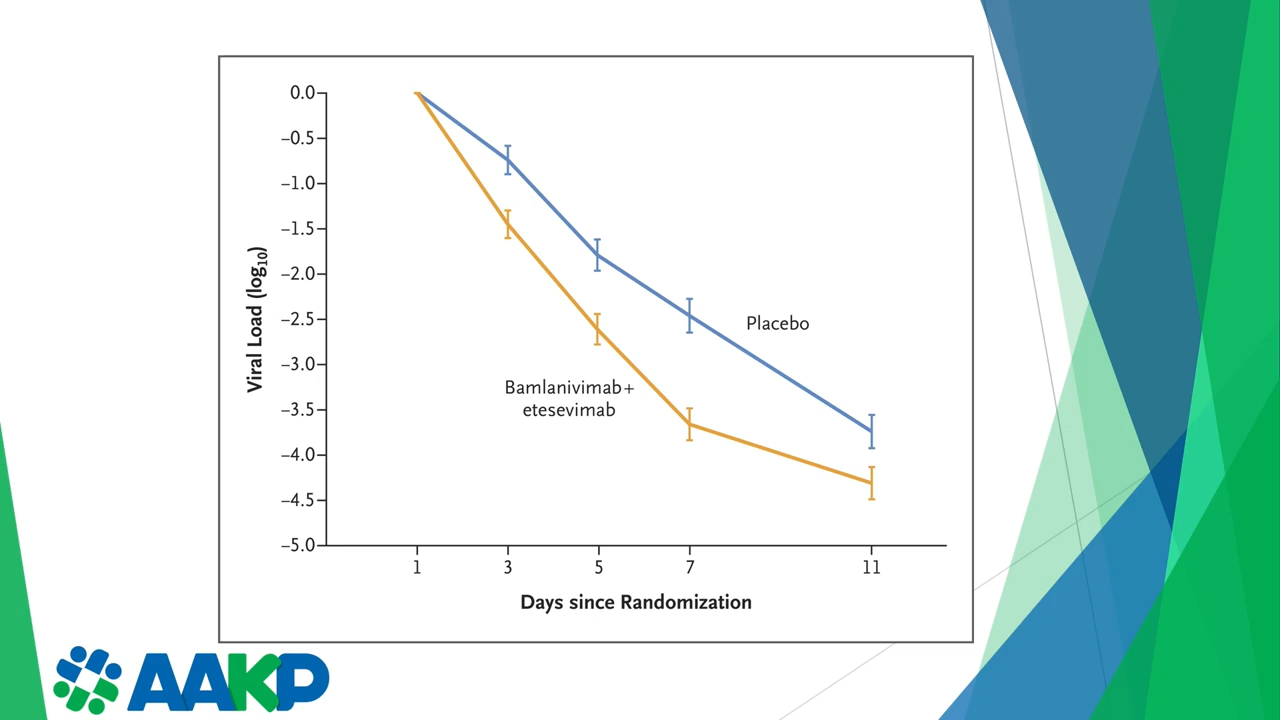 0.0
–0.5
–1.0
–1.5
–2.0
–2.5
–3.0
–3.5
–4.0
–4.5
–5.0
Viral Load (log₁₀)
Placebo
Bamlanivimab+
etesevimab
1 3 5 7 11
Days since Randomization
AAKP